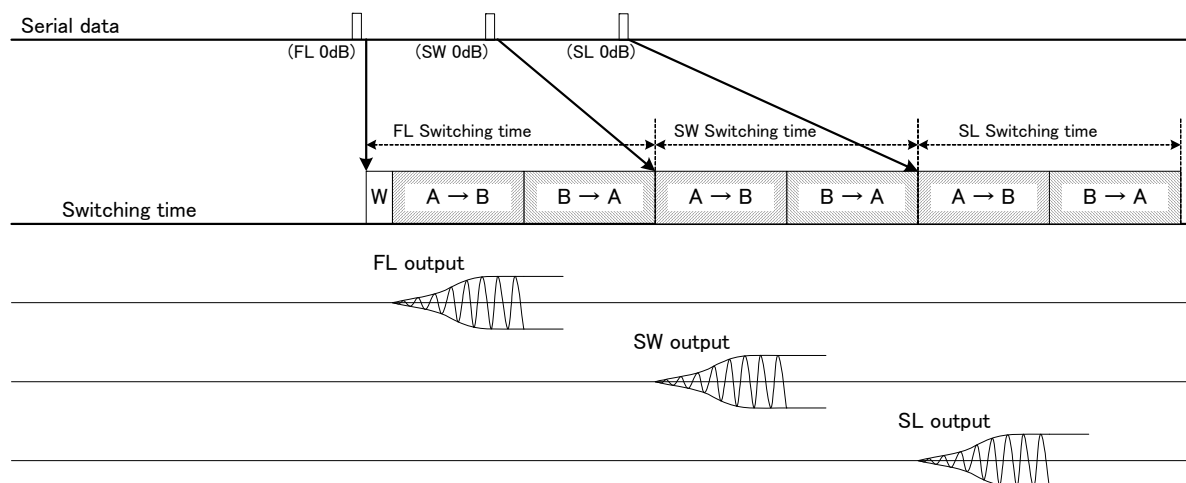 Serial data
(FL 0dB) (SW 0dB) (SL 0dB)
FL Switching time SW Switching time SL Switching time
W A → B B → A A → B B → A A → B B → A
Switching time
FL output
SW output
SL output